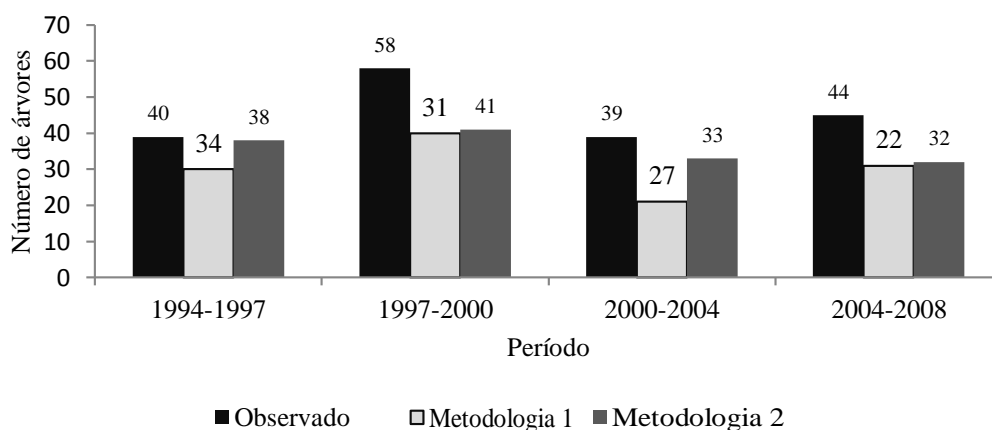 Número de árvores
70
60
50
40
30
20
10
0
40 34 38
58 31 41
39 27 33
44 22 32
1994-1997 1997-2000 2000-2004 2004-2008
Período
Observado Metodologia 1 Metodologia 2